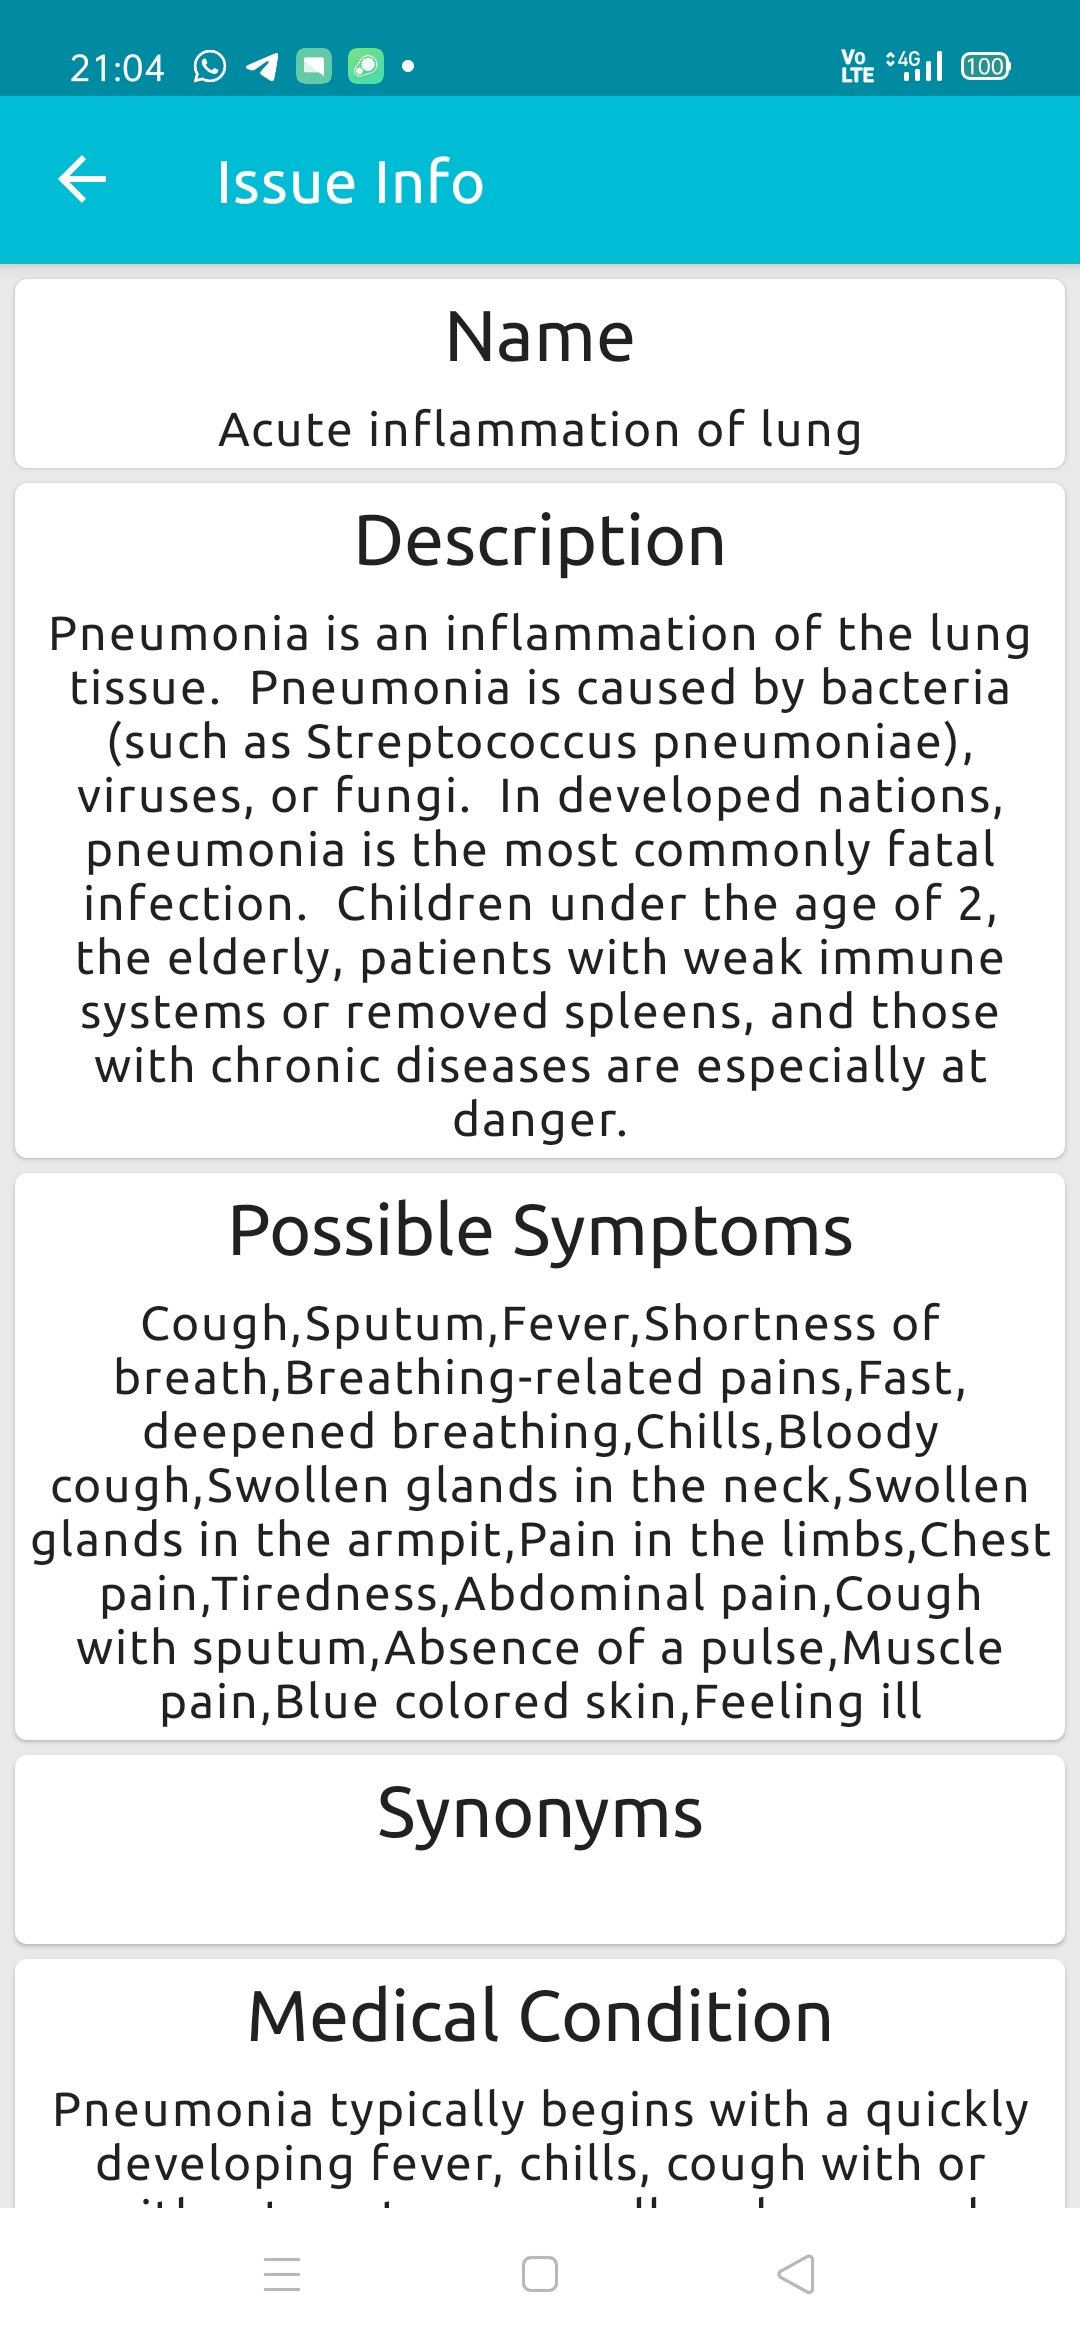 21:04
Vo LTE 4G 100
Issue Info
Name
Acute inflammation of lung
Description
Pneumonia is an inflammation of the lung
tissue.  Pneumonia is caused by bacteria
(such as Streptococcus pneumoniae),
viruses, or fungi.  In developed nations,
pneumonia is the most commonly fatal
infection.  Children under the age of 2,
the elderly, patients with weak immune
systems or removed spleens, and those
with chronic diseases are especially at
danger.
Possible Symptoms
Cough,Sputum,Fever,Shortness of
breath,Breathing-related pains,Fast,
deepened breathing,Chills,Bloody
cough,Swollen glands in the neck,Swollen
glands in the armpit,Pain in the limbs,Chest
pain,Tiredness,Abdominal pain,Cough
with sputum,Absence of a pulse,Muscle
pain,Blue colored skin,Feeling ill
Synonyms
Medical Condition
Pneumonia typically begins with a quickly
developing fever, chills, cough with or